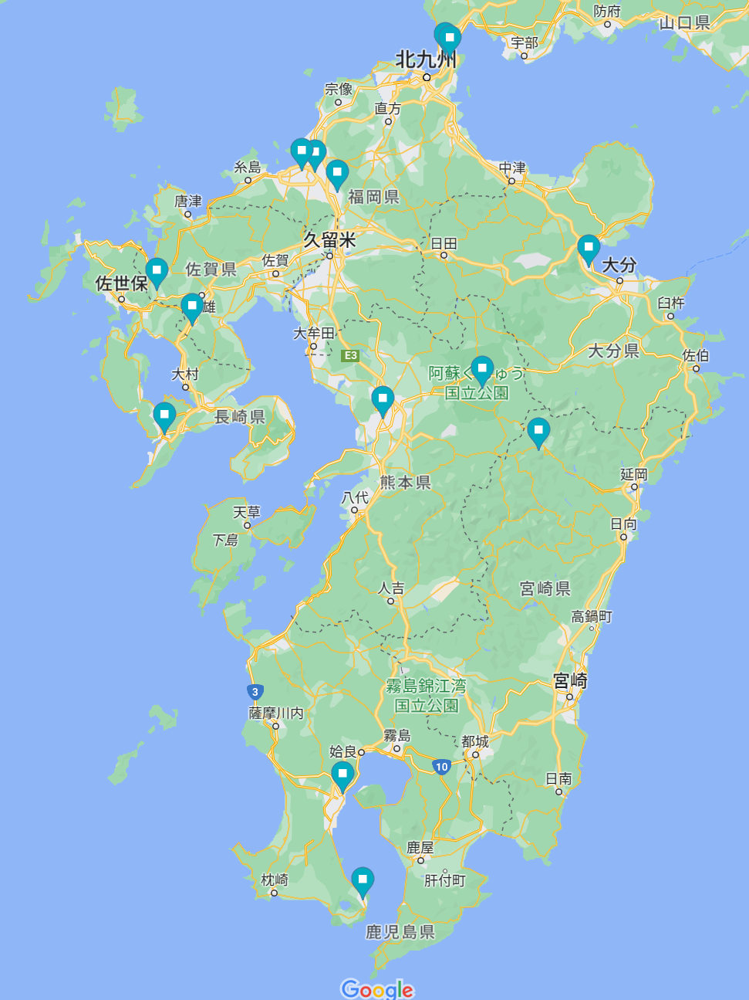 防府
山口県
宇部
北九州
宗像
直方
糸島
中津
福岡県
唐津
久留米
日田
佐賀
大分
佐賀県
佐世保
雄
臼杵
大牟田
E3
大分県
佐伯
大村
阿蘇く
ゅう
国立公園
長崎県
延岡
熊本県
八代
天草
日向
下島
人吉
宮崎県
高鍋町
宮崎
霧島錦江湾
国立公園
3
薩摩川内
霧島
都城
姶良
10
日南
鹿屋
枕崎
肝付町
鹿児島県
Google